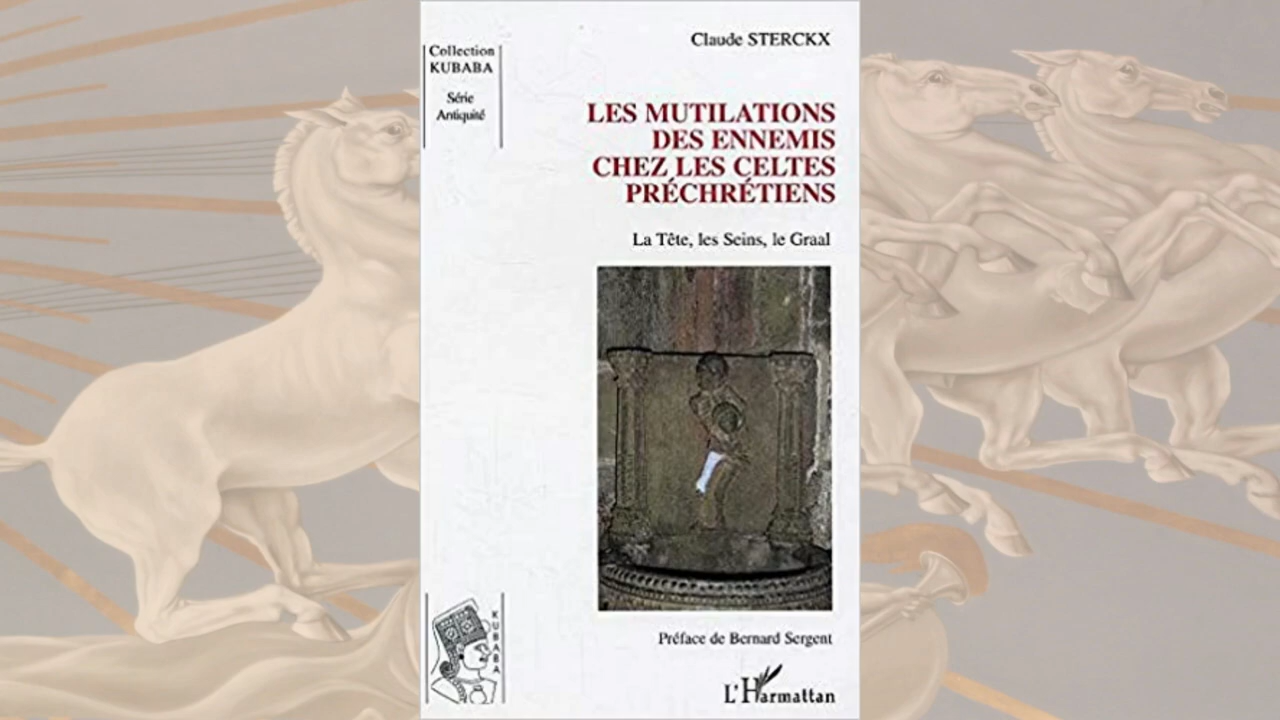 Collection
KUBABA
Série
Antiquité
Claude STERCKX
LES MUTILATIONS
DES ENNEMIS
CHEZ LES CELTES
PRÉCHRÉTIENS
La Tête, les Seins, le Graal
Préface de Bernard Sergent
KUBABA
L'Harmattan